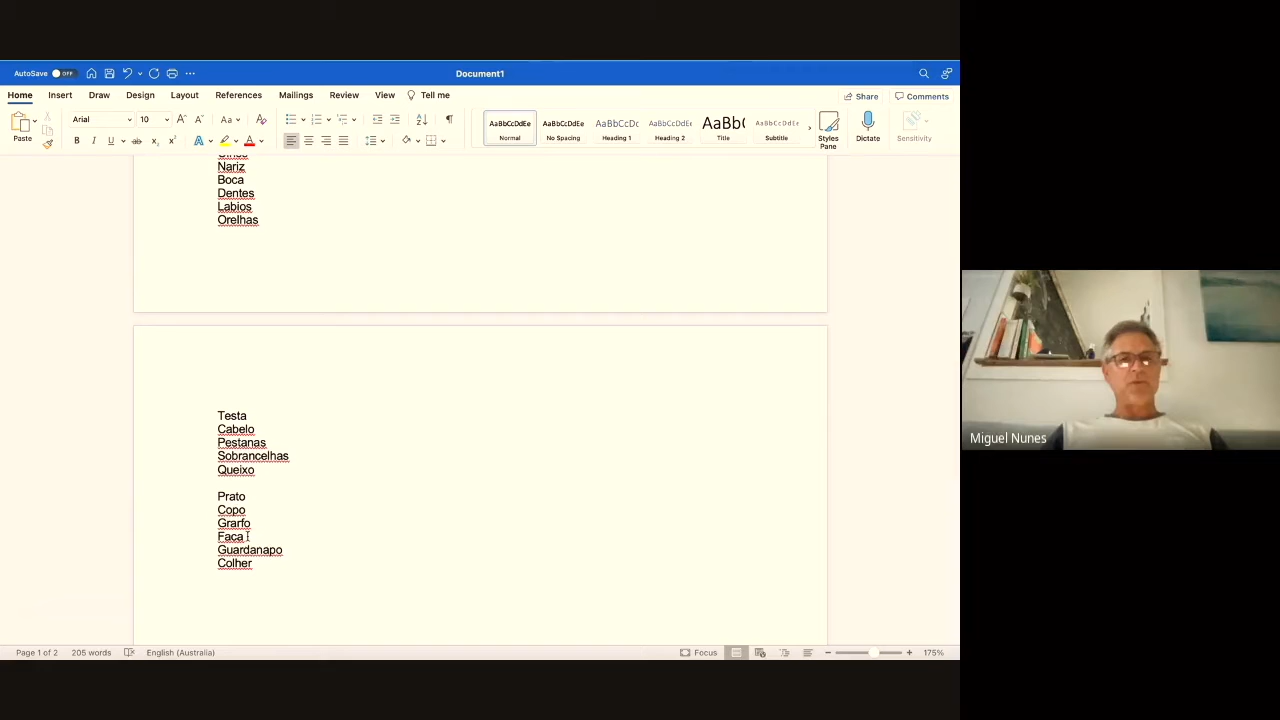 AutoSave OFF
Document1
Home Insert Draw Design Layout References Mailings Review View Tell me
Share Comments
Paste
Arial 10
B I U ab x x A A
AaBbCcDdEe AaBbCcDdEe AaBbCcDc AaBbCcDdEe AaBb( AaBbCcDdEe
Normal No Spacing Heading 1 Heading 2 Title Subtitle
Styles Pane
Dictate
Sensitivity
Nariz
Boca
Dentes
Labios
Orelhas
Testa
Cabelo
Pestanas
Sobrancelhas
Queixo
Prato
Copo
Grarfo
Faca
Guardanapo
Colher
Miguel Nunes
Page 1 of 2 205 words English (Australia) Focus 175%